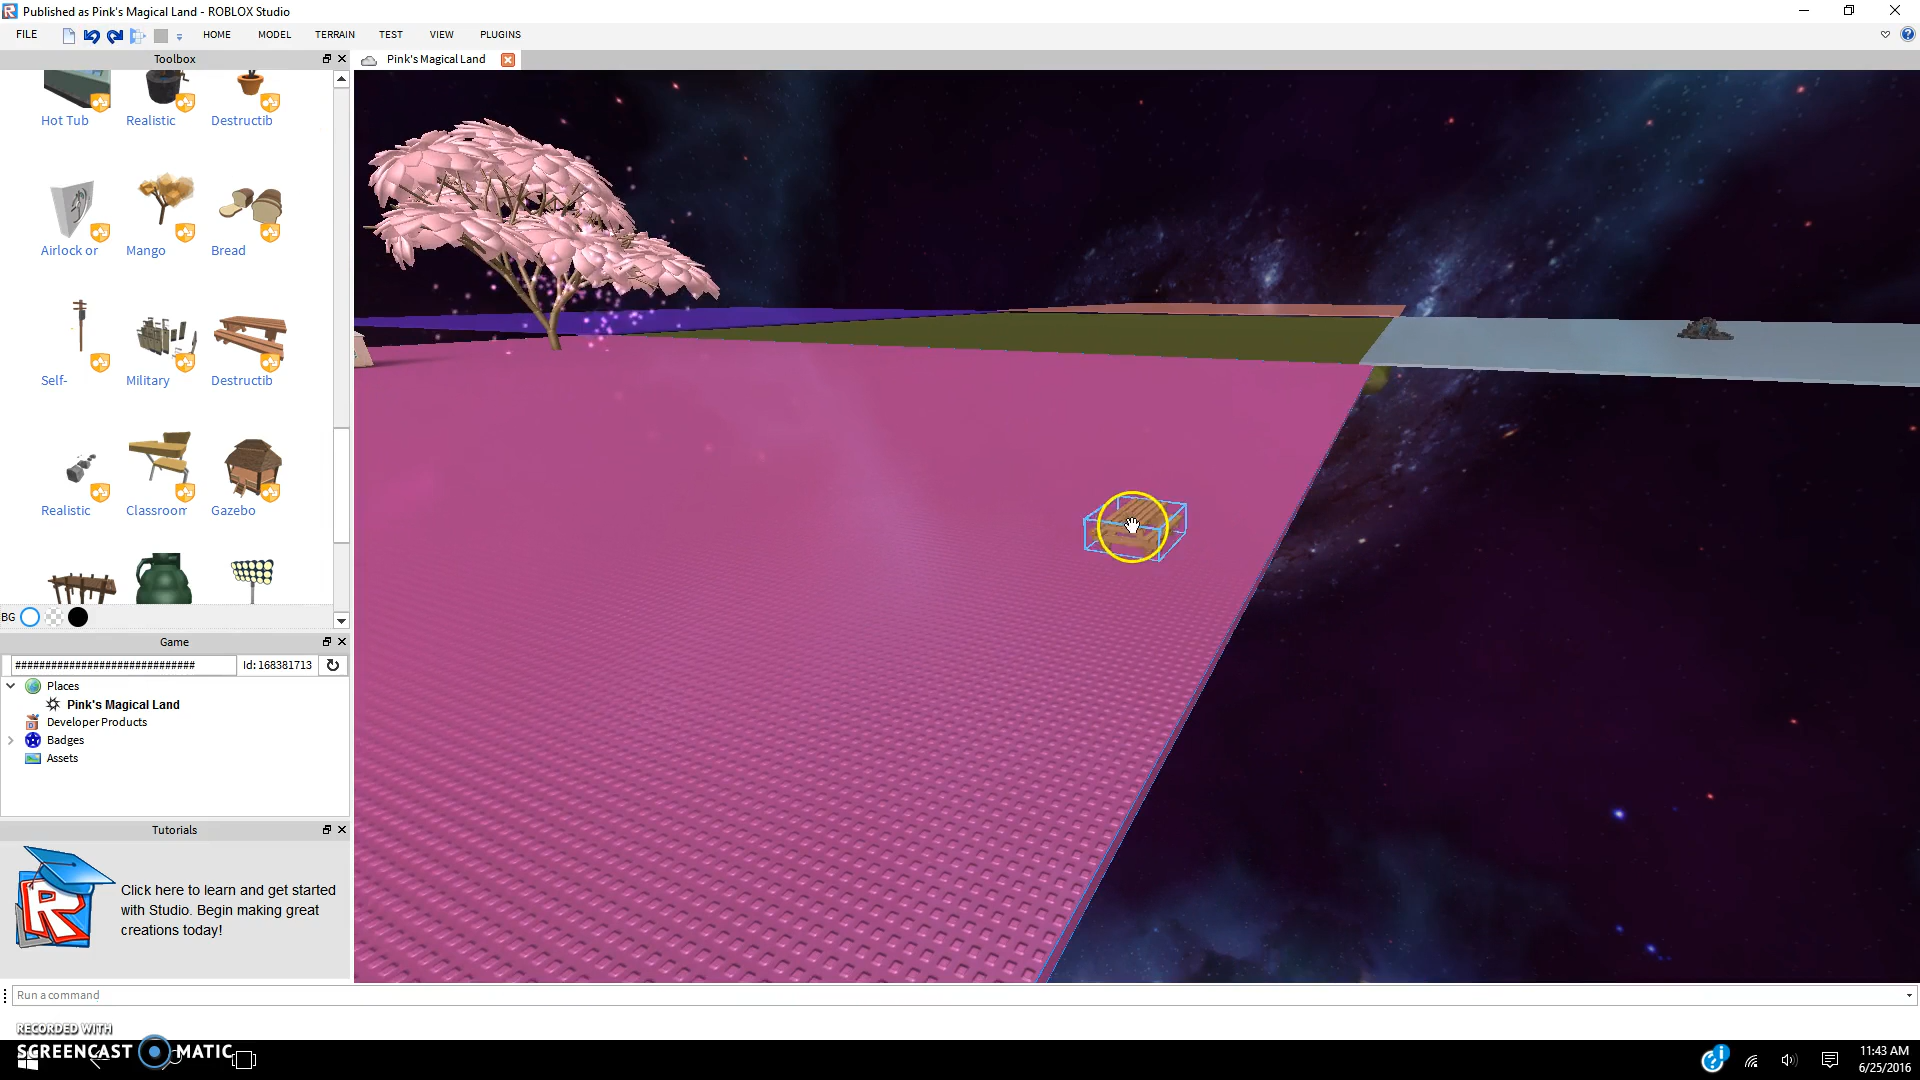 Published as Pink's Magical Land - ROBLOX Studio
FILE HOME MODEL TERRAIN TEST VIEW PLUGINS
Toolbox
Pink's Magical Land
Hot Tub Realistic Destructib
Airlock or Mango Bread
Self- Military Destructib
Realistic Classroom Gazebo
BG
Game
############################## Id: 168381713
Places
Pink's Magical Land
Developer Products
Badges
Assets
Tutorials
Click here to learn and get started
with Studio. Begin making great
creations today!
Run a command
RECORDED WITH
SCREENCAST MATIC
11:43 AM
6/25/2016